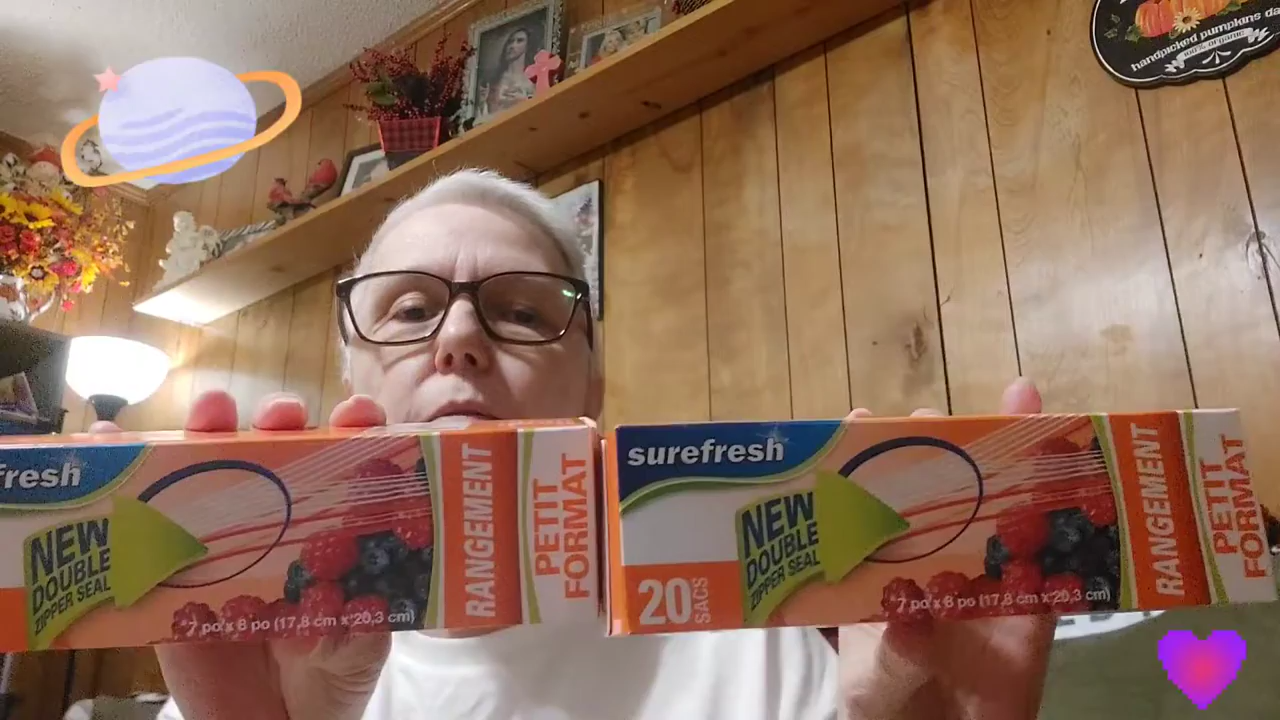 handpicked pumpkins
100% organic
fresh
NEW
DOUBLE
ZIPPER SEAL
7 po x 8 po (17,8 cm x 20,3 cm)
RANGEMENT
PETIT
FORMAT
surefresh
20
SACS
NEW
DOUBLE
ZIPPER SEAL
7 po x 8 po (17,8 cm x 20,3 cm)
RANGEMENT
PETIT
FORMAT